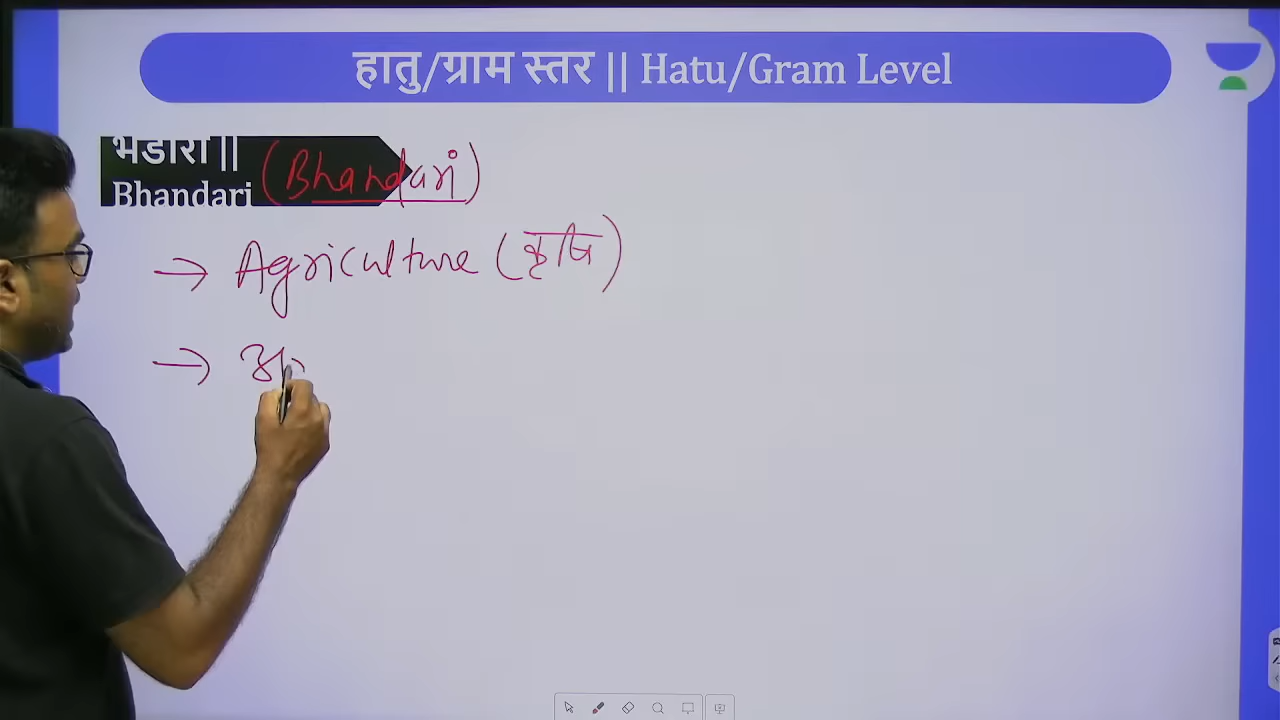 हातु/ग्राम स्तर || Hatu/Gram Level
भंडारी ||
Bhandari (Bhandari)
→ Agriculture (कृषि)
→